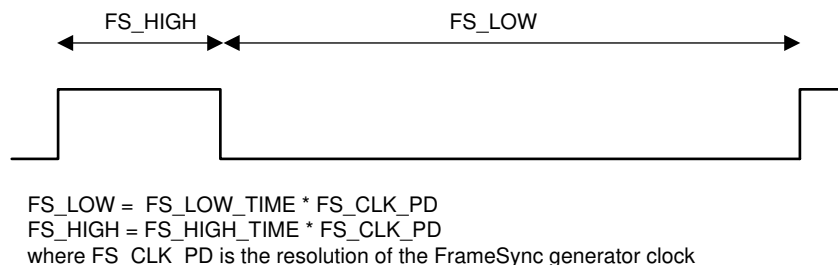 FS_HIGH FS_LOW
FS_LOW = FS_LOW_TIME * FS_CLK_PD
FS_HIGH = FS_HIGH_TIME * FS_CLK_PD
where FS_CLK_PD is the resolution of the FrameSync generator clock